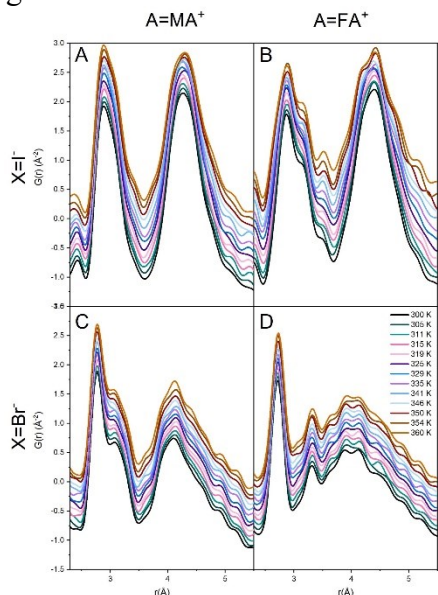 A=MA⁺ A=FA⁺
X=I⁻
X=Br⁻
A
B
C
D
G(r) (Å⁻²)
3.0
2.5
2.0
1.5
1.0
0.5
0.0
-0.5
-1.0
G(r) (Å⁻²)
2.5
2.0
1.5
1.0
0.5
0.0
-0.5
-1.0
-1.5
300 K
305 K
311 K
315 K
319 K
325 K
329 K
335 K
341 K
346 K
350 K
354 K
360 K
3 4 5 3 4 5
r(Å) r(Å)